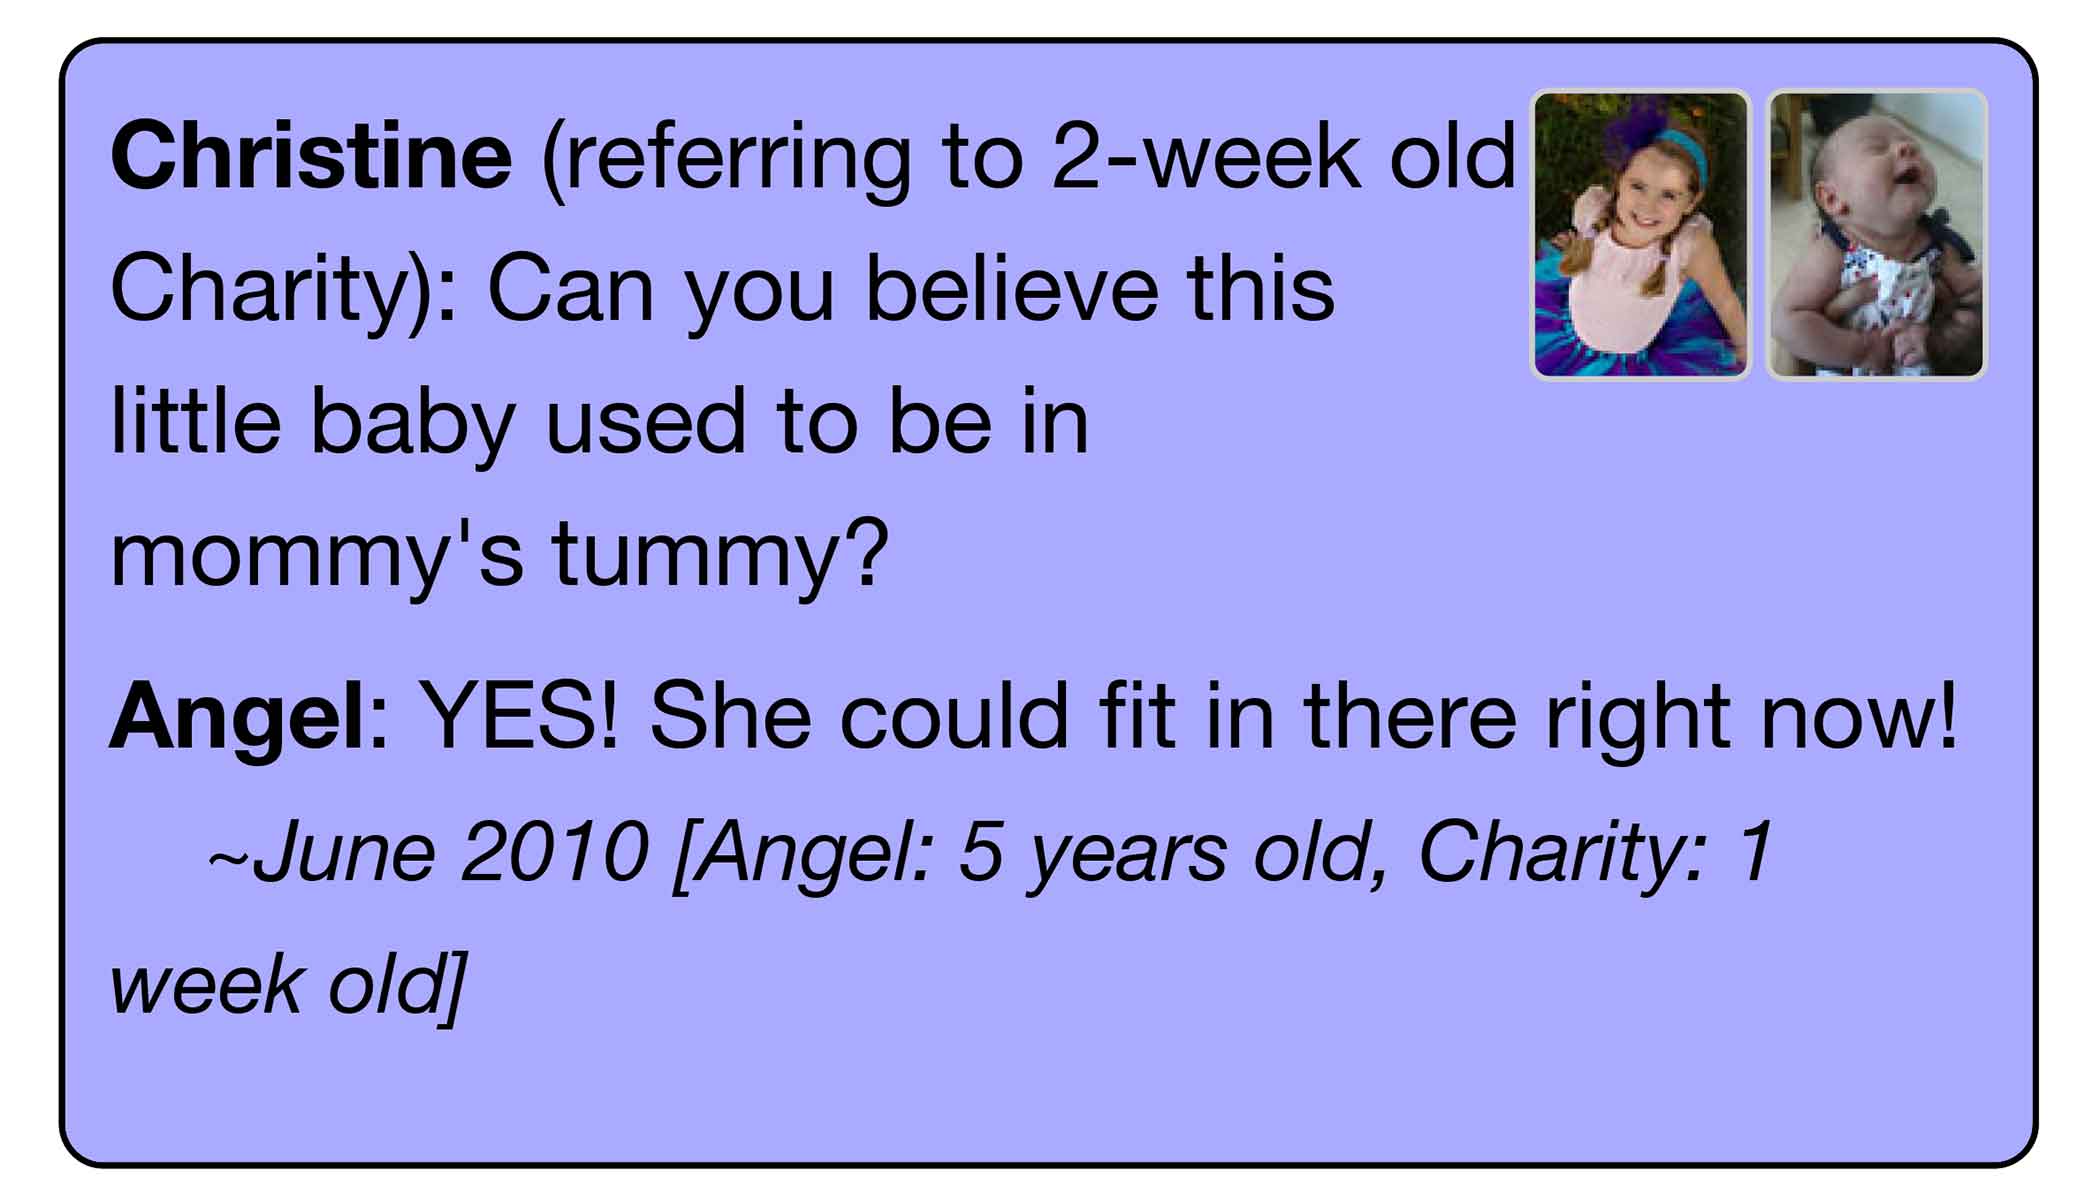 Christine (referring to 2-week old
Charity): Can you believe this
little baby used to be in
mommy's tummy?
Angel: YES! She could fit in there right now!
~June 2010 [Angel: 5 years old, Charity: 1
week old]